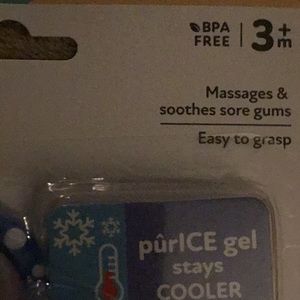 BPA
FREE
3+
m
Massages &
soothes sore gums
Easy to grasp
pûrICE gel
stays
COOLER